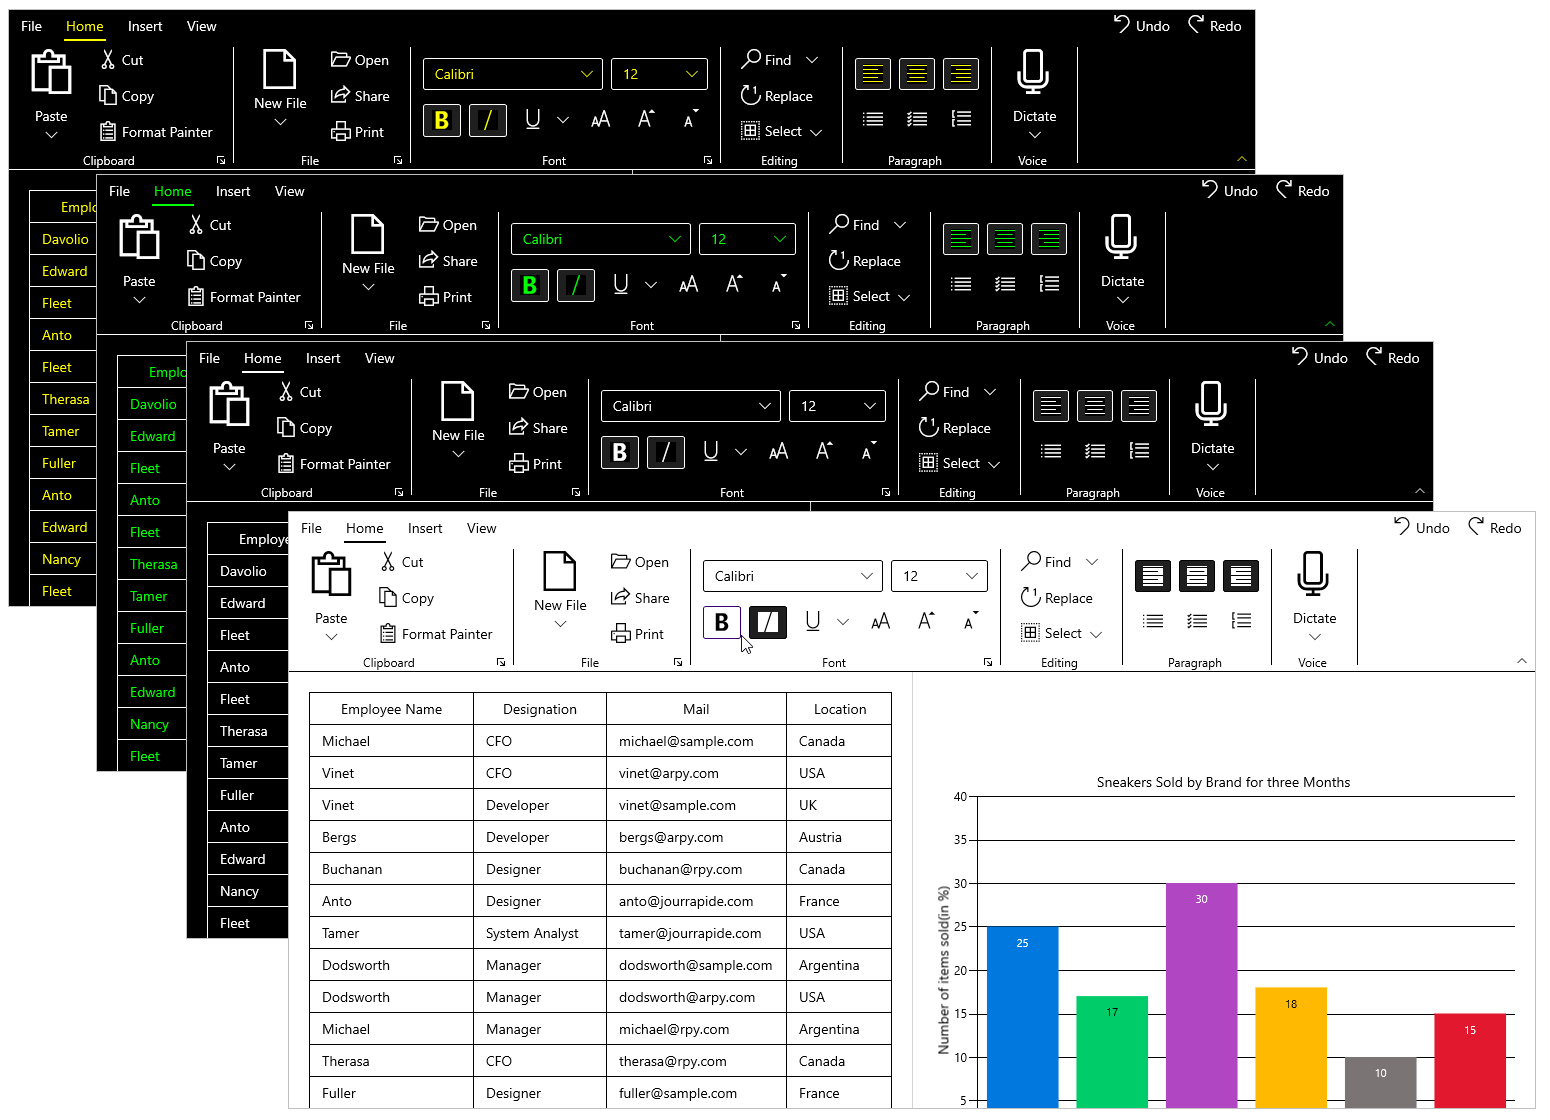 File Home Insert View Undo Redo
Paste Cut Copy Format Painter Clipboard
New File Open Share Print File
Calibri 12 B / U AA A A Font
Find Replace Select Editing
Paragraph
Dictate Voice
Davolio
Edward
Fleet
Anto
Fleet
Therasa
Tamer
Fuller
Anto
Edward
Nancy
Fleet
File Home Insert View Undo Redo
Paste Cut Copy Format Painter Clipboard
New File Open Share Print File
Calibri 12 B / U AA A A Font
Find Replace Select Editing
Paragraph
Dictate Voice
Davolio
Edward
Fleet
Anto
Fleet
Therasa
Tamer
Fuller
Anto
Edward
Nancy
Fleet
File Home Insert View Undo Redo
Paste Cut Copy Format Painter Clipboard
New File Open Share Print File
Calibri 12 B / U AA A A Font
Find Replace Select Editing
Paragraph
Dictate Voice
Employe
Davolio
Edward
Fleet
Anto
Fleet
Therasa
Tamer
Fuller
Anto
Edward
Nancy
Fleet
File Home Insert View Undo Redo
Paste Cut Copy Format Painter Clipboard
New File Open Share Print File
Calibri 12 B / U AA A A Font
Find Replace Select Editing
Paragraph
Dictate Voice
Employee Name Designation Mail Location
Michael CFO michael@sample.com Canada
Vinet CFO vinet@arpy.com USA
Vinet Developer vinet@sample.com UK
Bergs Developer bergs@arpy.com Austria
Buchanan Designer buchanan@rpy.com Canada
Anto Designer anto@jourrapide.com France
Tamer System Analyst tamer@jourrapide.com USA
Dodsworth Manager dodsworth@sample.com Argentina
Dodsworth Manager dodsworth@arpy.com USA
Michael Manager michael@rpy.com Argentina
Therasa CFO therasa@rpy.com Canada
Fuller Designer fuller@sample.com France
Sneakers Sold by Brand for three Months
Number of items sold(in %)
40
35
30
25
20
15
10
5
25 17 30 18 10 15